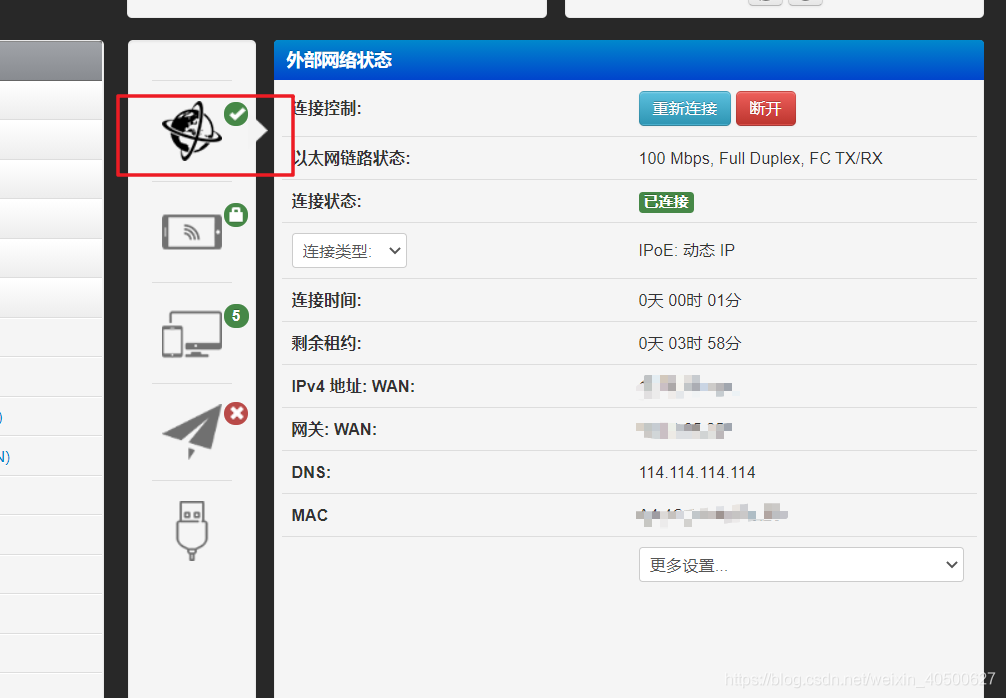 外部网络状态
连接控制: 重新连接 断开
以太网链路状态: 100 Mbps, Full Duplex, FC TX/RX
连接状态: 已连接
连接类型: IPoE: 动态 IP
连接时间: 0天 00时 01分
剩余租约: 0天 03时 58分
5
IPv4 地址: WAN:
)
网关: WAN:
N)
DNS: 114.114.114.114
MAC
更多设置...
https://blog.csdn.net/weixin_40500627